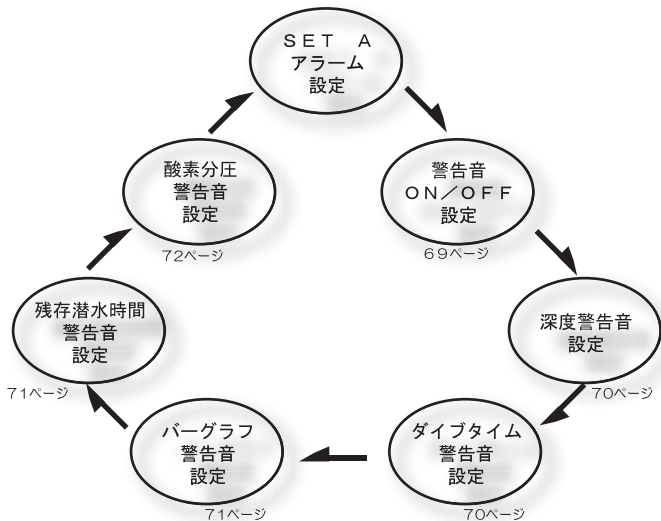 ＳＥＴ　Ａ
アラーム
設定
警告音
ＯＮ／ＯＦＦ
設定
69ページ
深度警告音
設定
70ページ
ダイブタイム
警告音
設定
70ページ
バーグラフ
警告音
設定
71ページ
残存潜水時間
警告音
設定
71ページ
酸素分圧
警告音
設定
72ページ